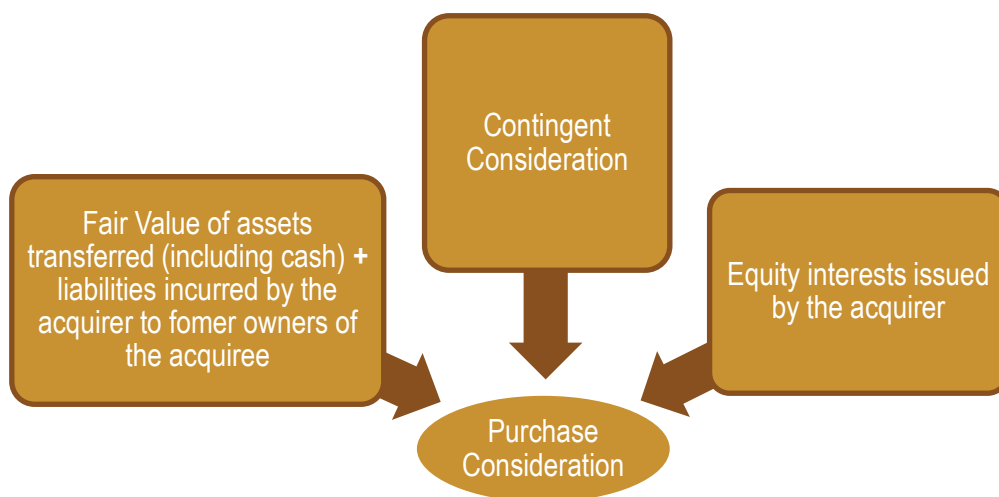 Contingent
Consideration
Fair Value of assets
transferred (including cash) +
liabilities incurred by the
acquirer to fomer owners of
the acquiree
Equity interests issued
by the acquirer
Purchase
Consideration